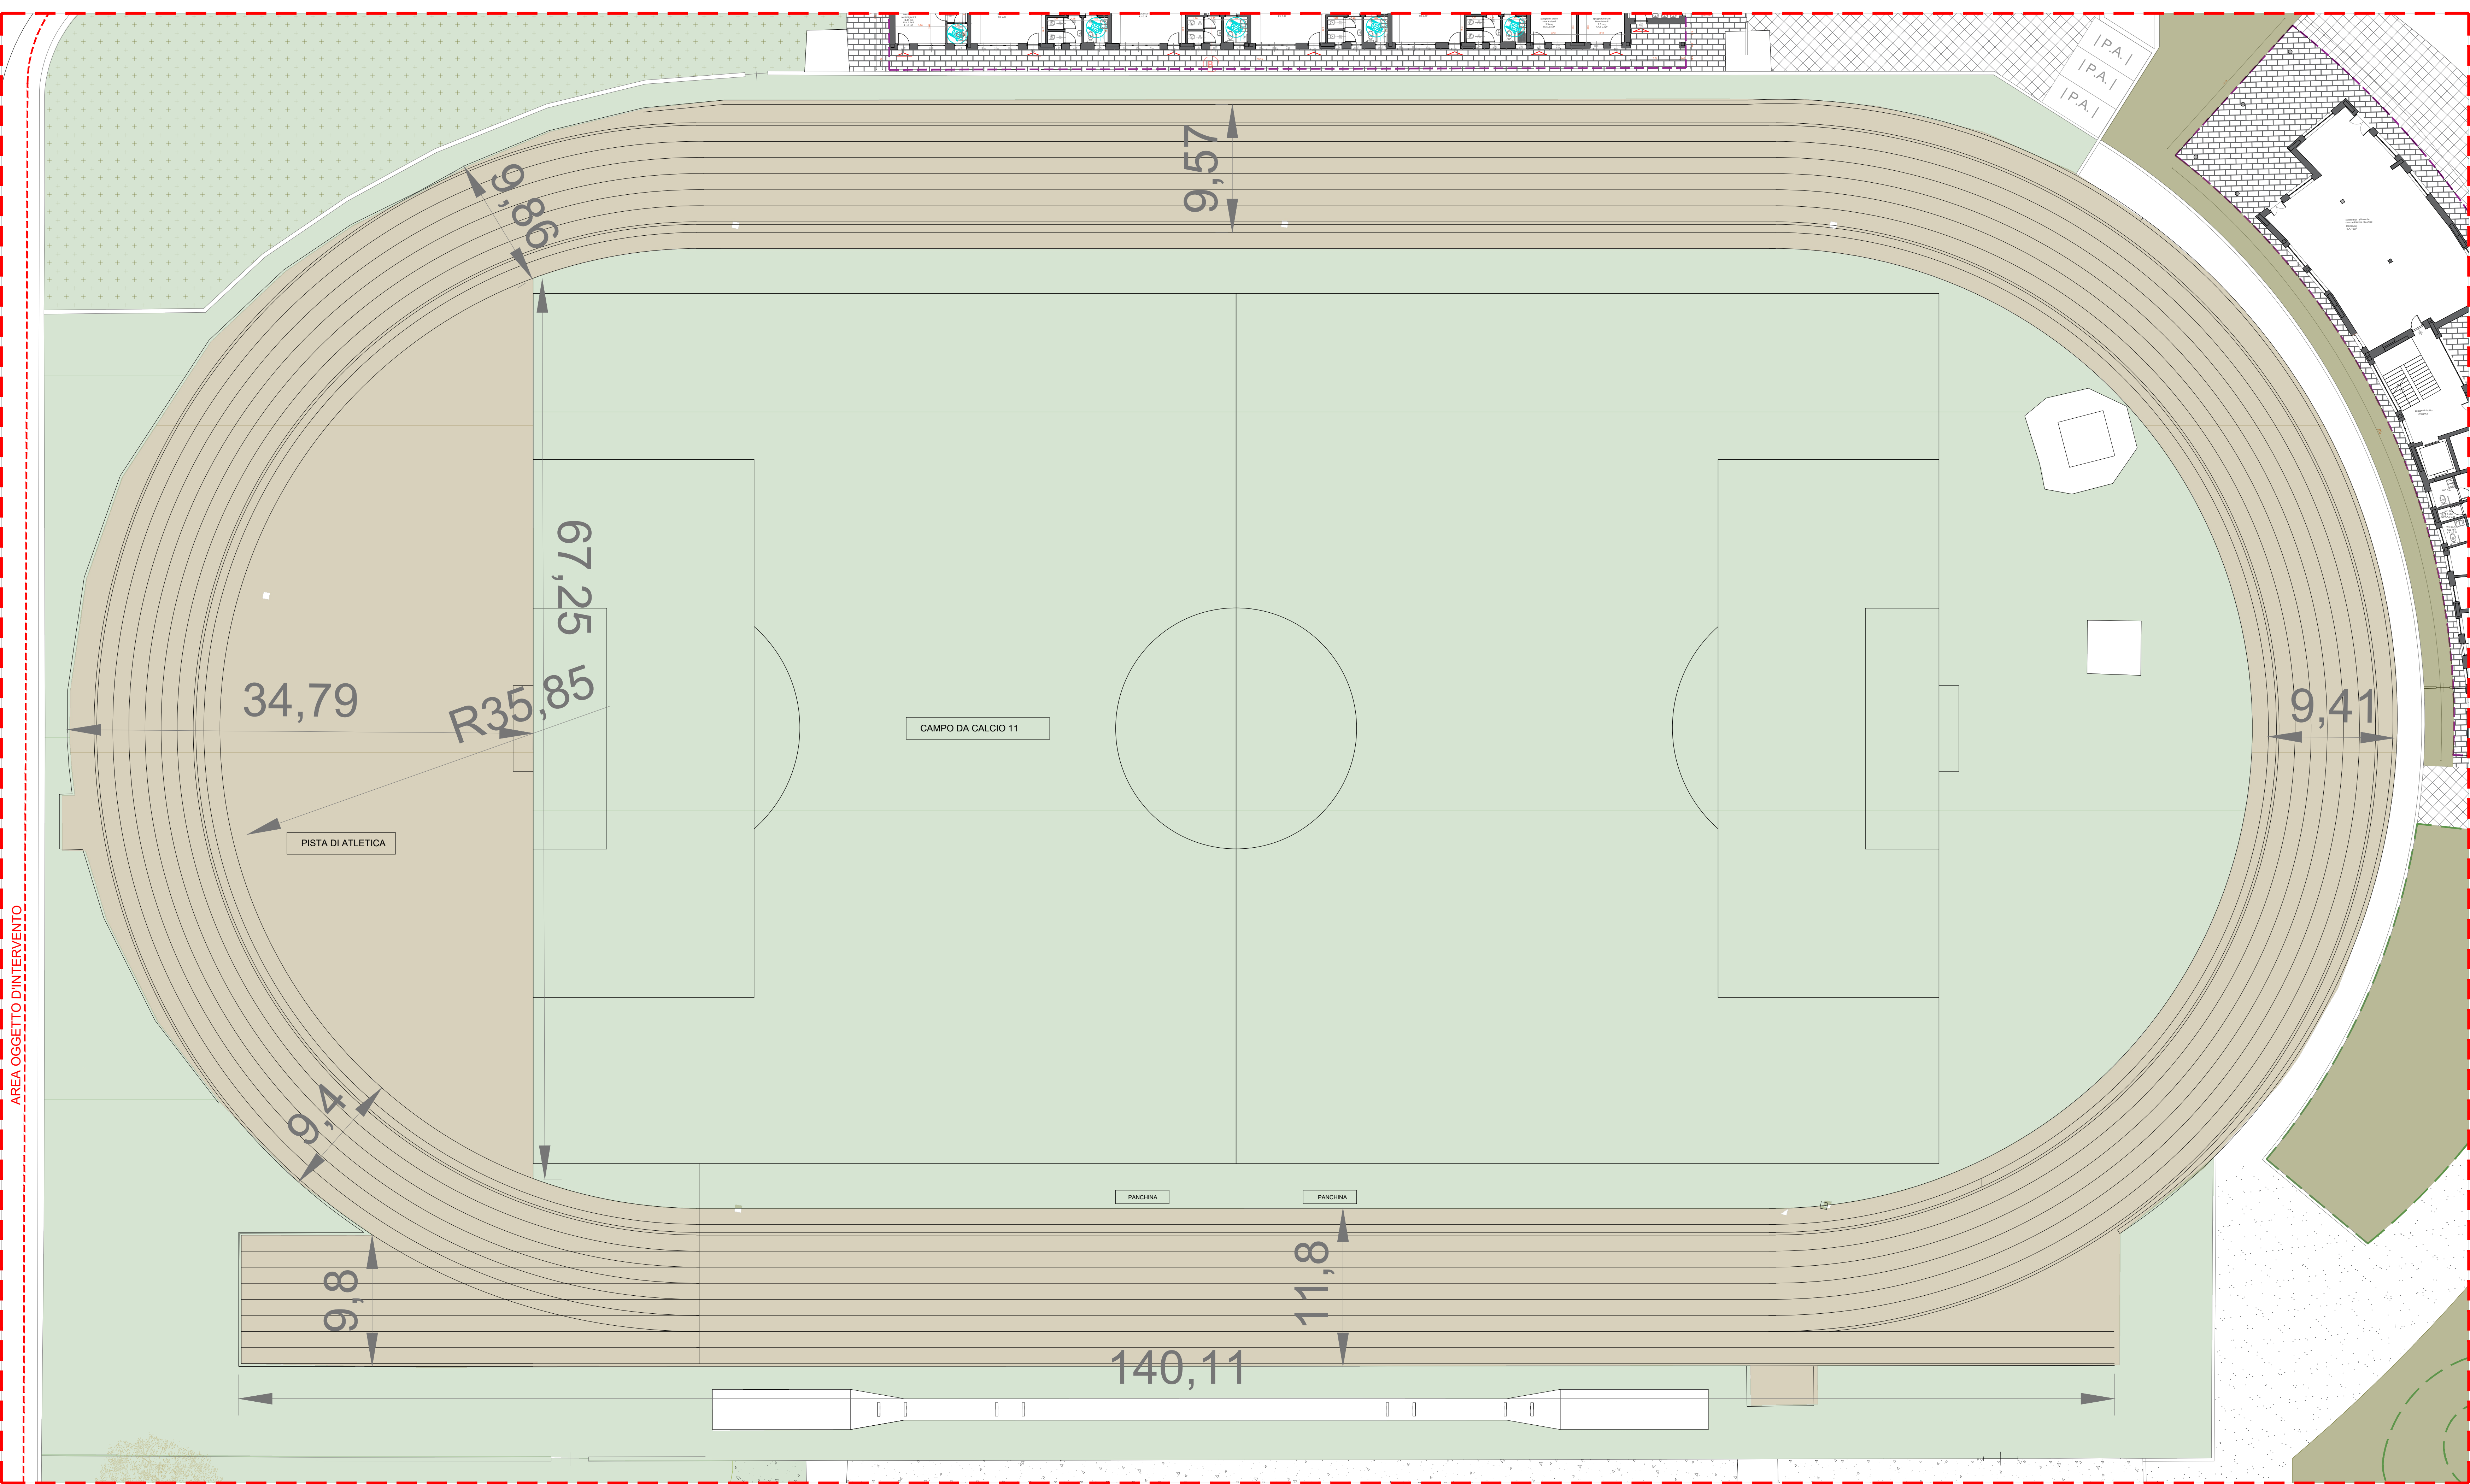 |P.A.|
|P.A.|
|P.A.|
9,57
9,86
67,25
34,79
R35,85
9,41
CAMPO DA CALCIO 11
PISTA DI ATLETICA
AREA OGGETTO D'INTERVENTO
9,4
PANCHINA
PANCHINA
9,8
11,8
140,11